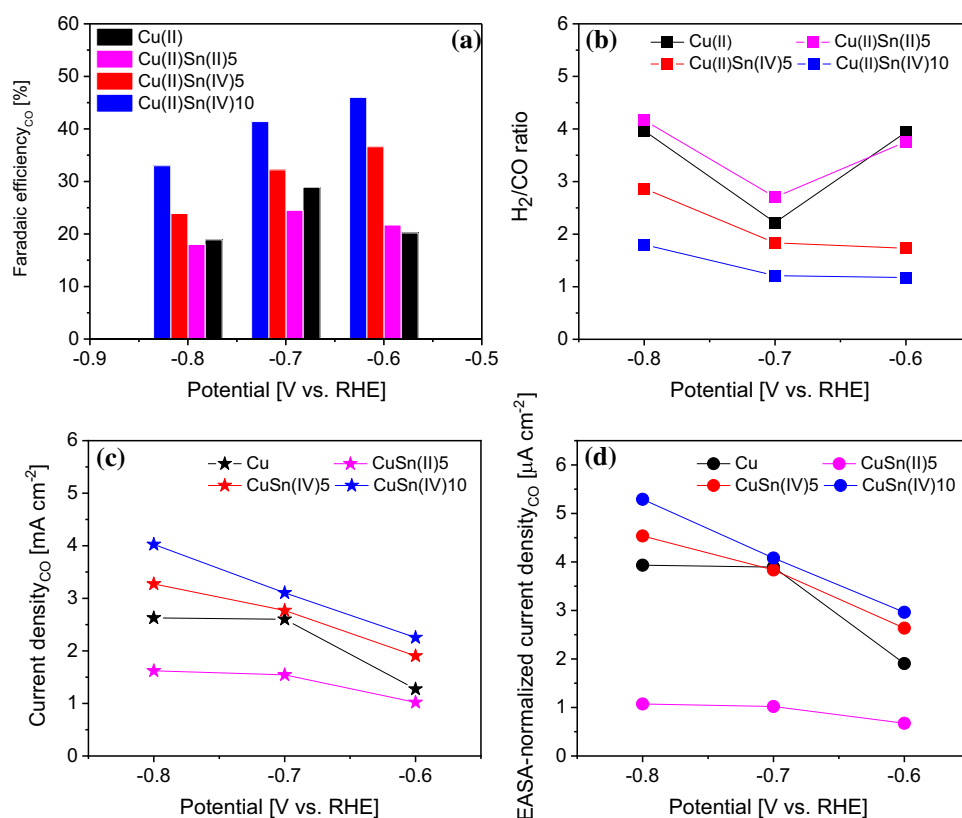 (a)
Cu(II)
Cu(II)Sn(II)5
Cu(II)Sn(IV)5
Cu(II)Sn(IV)10
Faradaic efficiency_CO [%]
60
50
40
30
20
10
0
-0.9 -0.8 -0.7 -0.6 -0.5
Potential [V vs. RHE]
(b)
Cu(II) Cu(II)Sn(II)5
Cu(II)Sn(IV)5 Cu(II)Sn(IV)10
H2/CO ratio
6
5
4
3
2
1
0
-0.8 -0.7 -0.6
Potential [V vs. RHE]
(c)
Cu CuSn(II)5
CuSn(IV)5 CuSn(IV)10
Current density_CO [mA cm-2]
6
5
4
3
2
1
0
-0.8 -0.7 -0.6
Potential [V vs. RHE]
(d)
Cu CuSn(II)5
CuSn(IV)5 CuSn(IV)10
EASA-normalized current density_CO [μA cm-2]
6
5
4
3
2
1
0
-0.8 -0.7 -0.6
Potential [V vs. RHE]